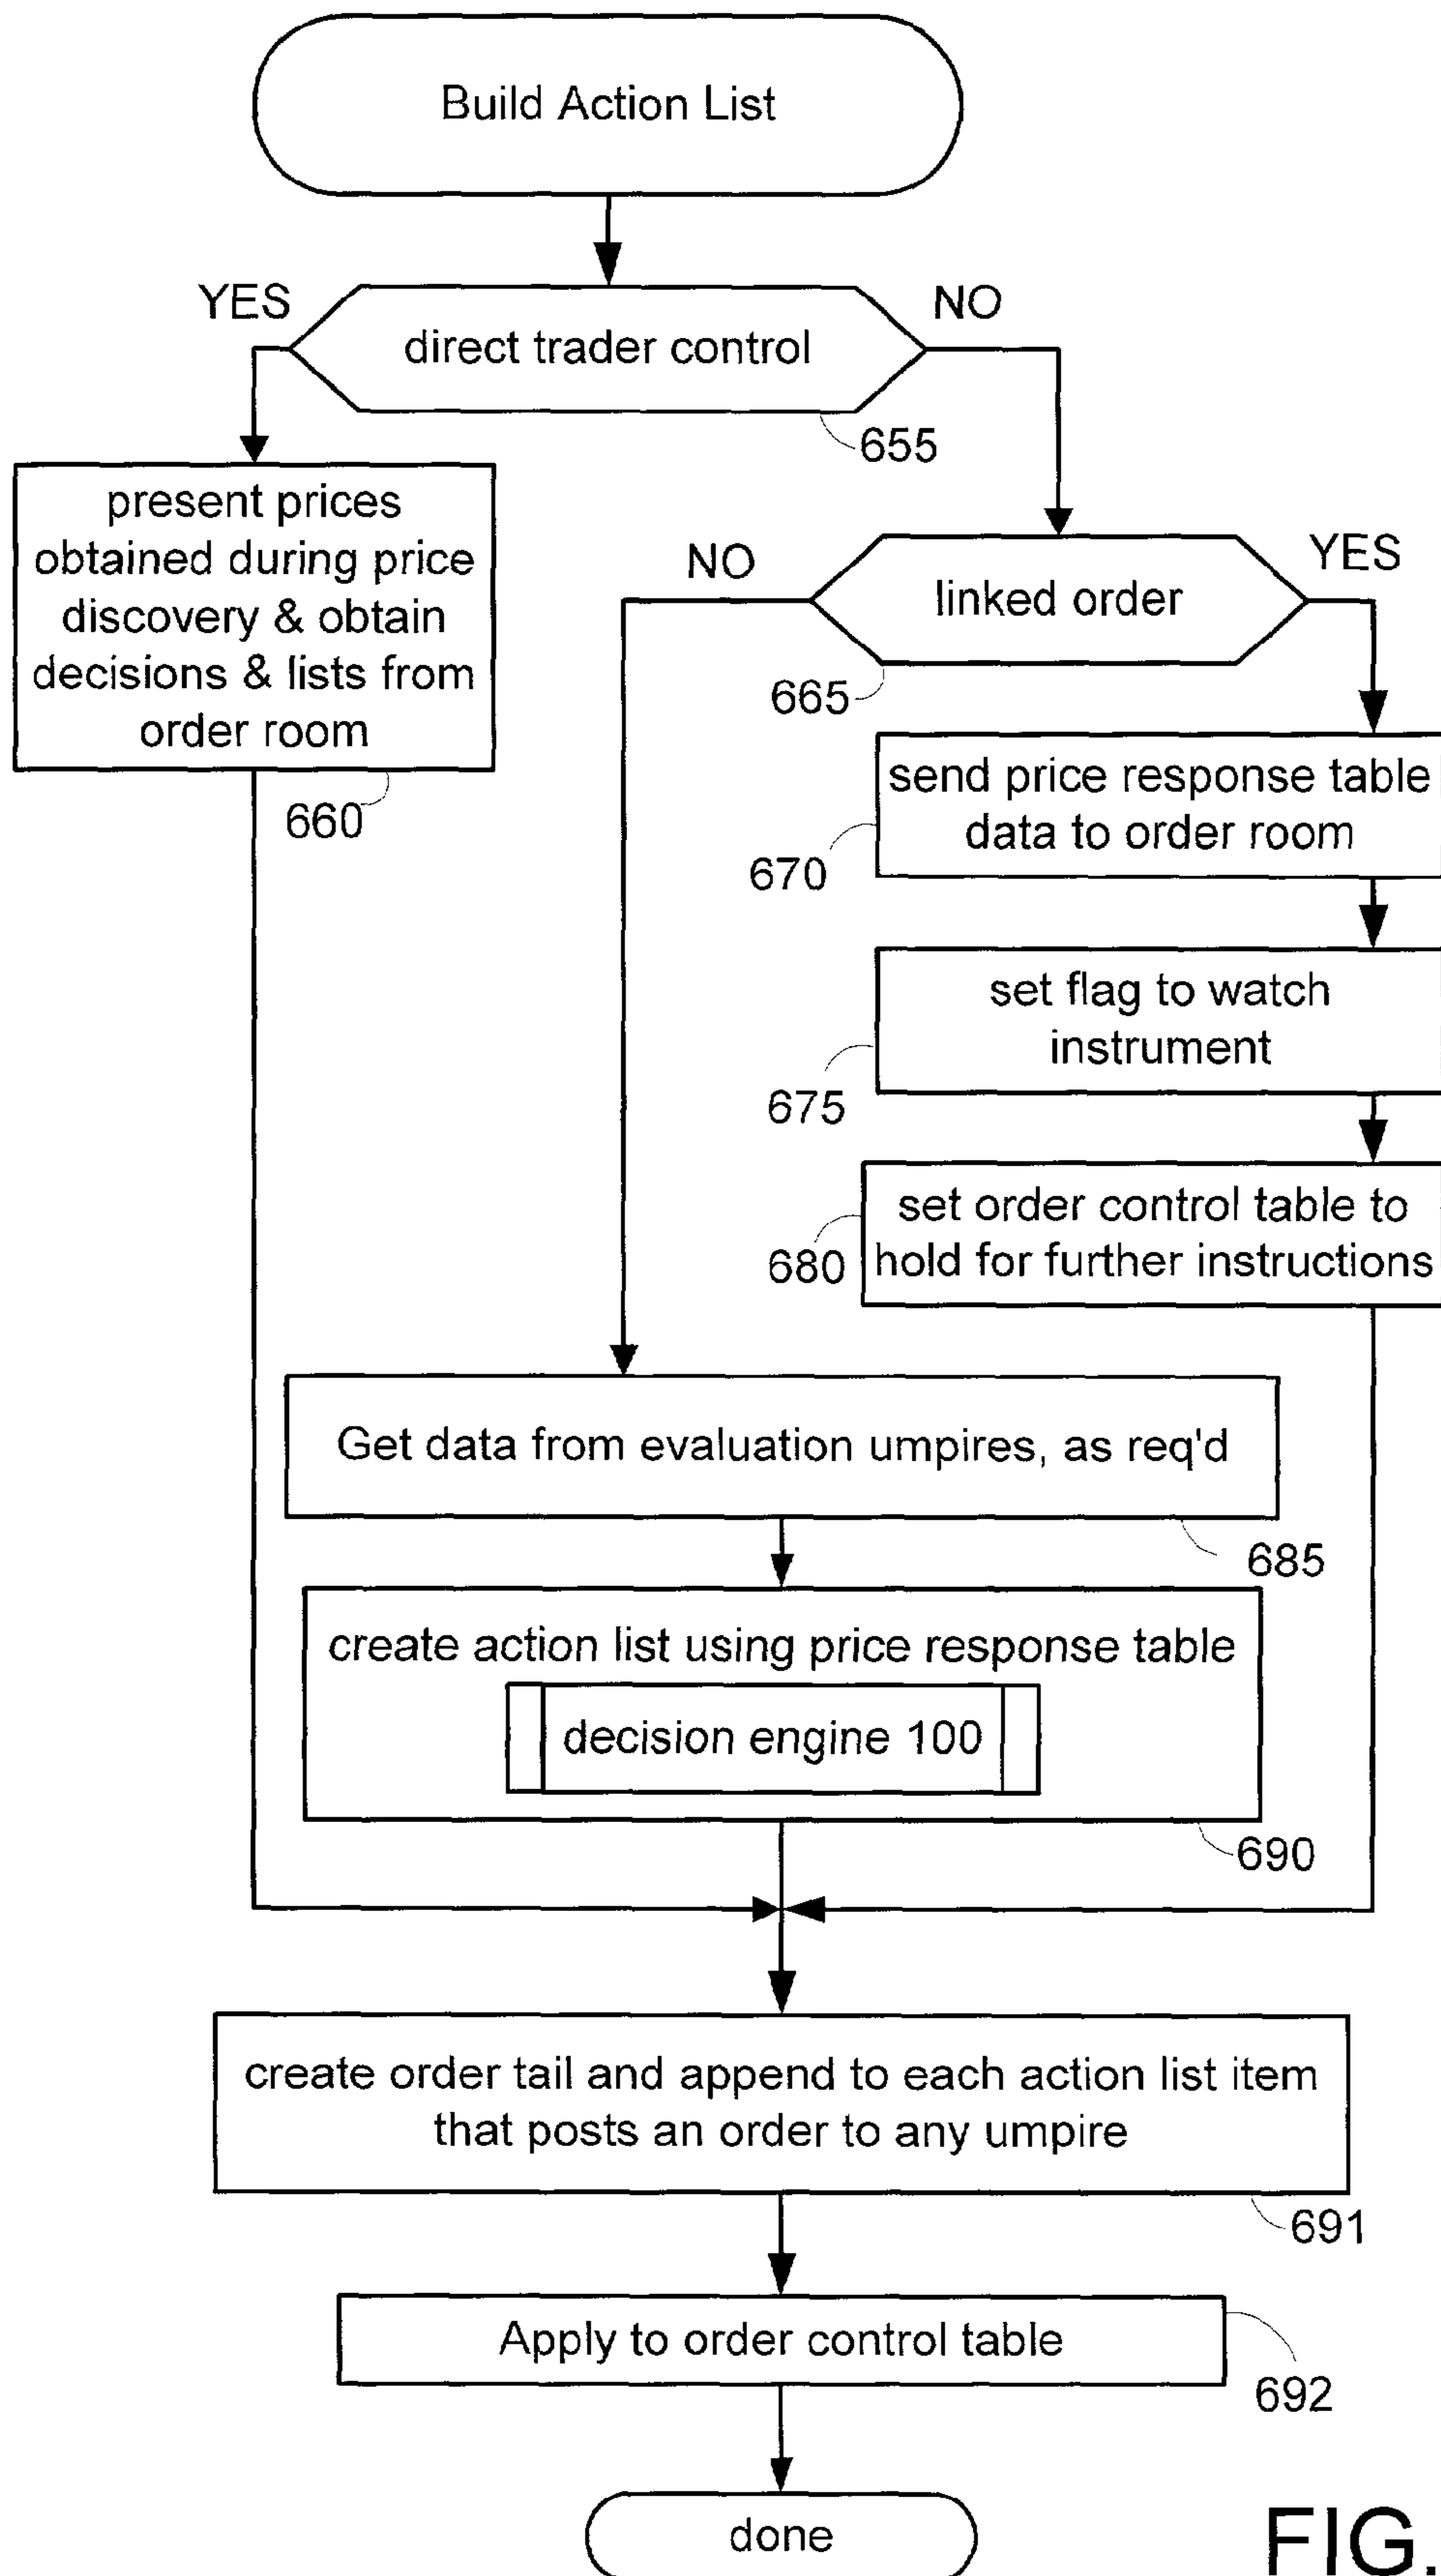 Build Action List
YES
NO
direct trader control
655
present prices
obtained during price
discovery & obtain
decisions & lists from
order room
660
NO
YES
linked order
665
send price response table
data to order room
670
set flag to watch
instrument
675
set order control table to
hold for further instructions
680
Get data from evaluation umpires, as req'd
685
create action list using price response table
decision engine 100
690
create order tail and append to each action list item
that posts an order to any umpire
691
Apply to order control table
692
done
FIG.